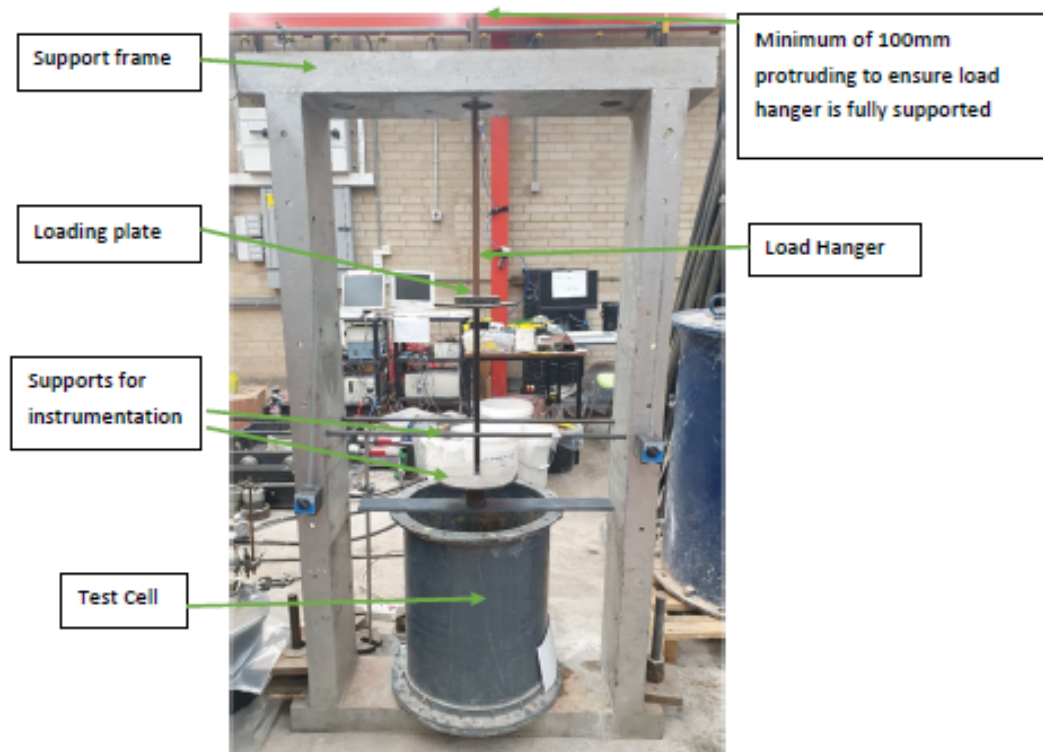 Support frame
Minimum of 100mm
protruding to ensure load
hanger is fully supported
Loading plate
Load Hanger
Supports for
instrumentation
Test Cell